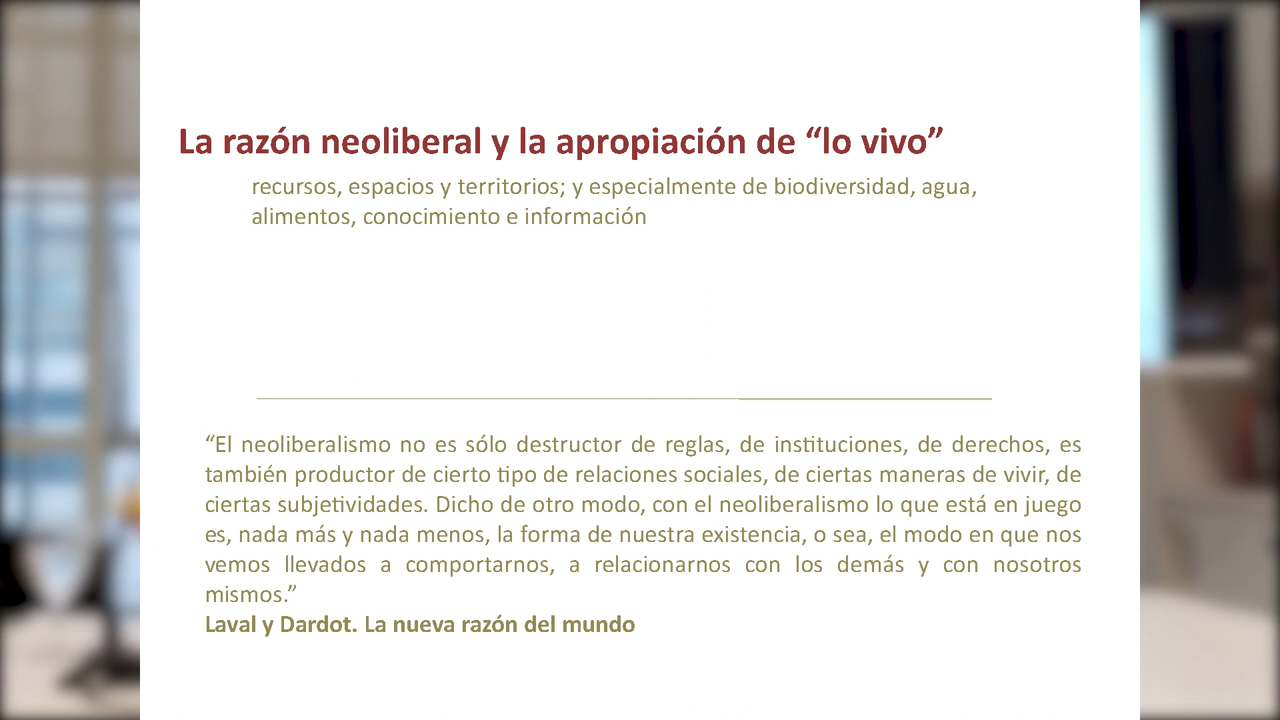 La razón neoliberal y la apropiación de “lo vivo”
recursos, espacios y territorios; y especialmente de biodiversidad, agua,
alimentos, conocimiento e información
“El neoliberalismo no es sólo destructor de reglas, de instituciones, de derechos, es
también productor de cierto tipo de relaciones sociales, de ciertas maneras de vivir, de
ciertas subjetividades. Dicho de otro modo, con el neoliberalismo lo que está en juego
es, nada más y nada menos, la forma de nuestra existencia, o sea, el modo en que nos
vemos llevados a comportarnos, a relacionarnos con los demás y con nosotros
mismos.”
Laval y Dardot. La nueva razón del mundo